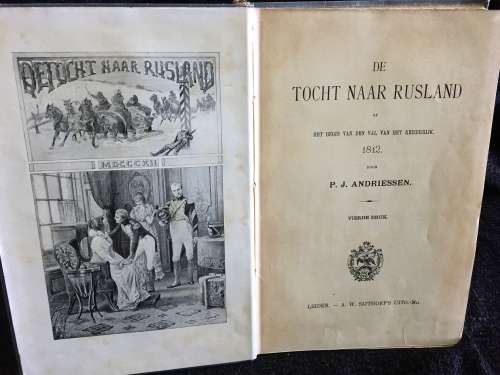 DE TOCHT NAAR RUSLAND
MDCCCXII
DE
TOCHT NAAR RUSLAND
OF
HET BEGIN VAN DEN VAL VAN HET KEIZERRIJK.
1812.
DOOR
P. J. ANDRIESSEN.
VIERDE DRUK.
LEIDEN. — A. W. SIJTHOFF'S UITG.-Mij.